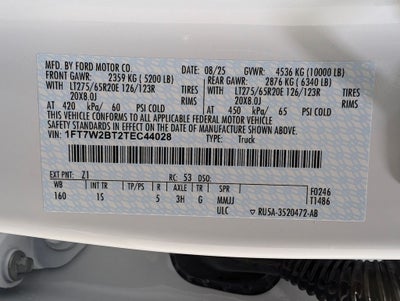 MFD. BY FORD MOTOR CO. 08/25 GVWR: 4536 KG (10000 LB)
FRONT GAWR: 2359 KG ( 5200 LB) REAR GAWR: 2876 KG ( 6340 LB)
WITH LT275/65R20E 126/123R WITH LT275/65R20E 126/123R
TIRES 20X8.0J TIRES 20X8.0J
RIMS RIMS
AT 420 kPa/ 60 PSI COLD AT 450 kPa/ 65 PSI COLD
THIS VEHICLE CONFORMS TO ALL APPLICABLE FEDERAL MOTOR VEHICLE
SAFETY STANDARDS IN EFFECT ON THE DATE OF MANUFACTURE SHOWN ABOVE.
VIN: 1FT7W2BT2TEC44028 TYPE: Truck
EXT PNT: Z1 RC: 53 DSO: F0246
WB INT TR TP/PS R AXLE TR SPR T1486
160 1S 5 3H G MMJJ
ULC RU5A-3520472-AB